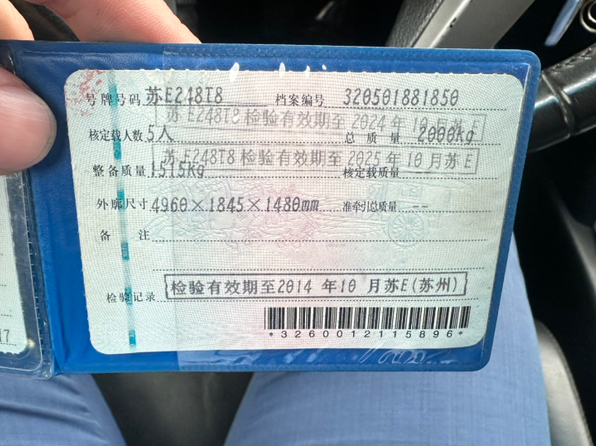 号牌号码 苏E248T8 档案编号 320501881850
苏E248T8检验有效期至2024年10月苏E
核定载人数 5人 总质量 2000Kg
苏E248T8检验有效期至2025年10月苏E
整备质量 1515Kg 核定载质量 --
外廓尺寸 4960×1845×1480mm 准牵引总质量 --
备注
检验记录 检验有效期至2014年10月苏E(苏州)
*3260012115896*